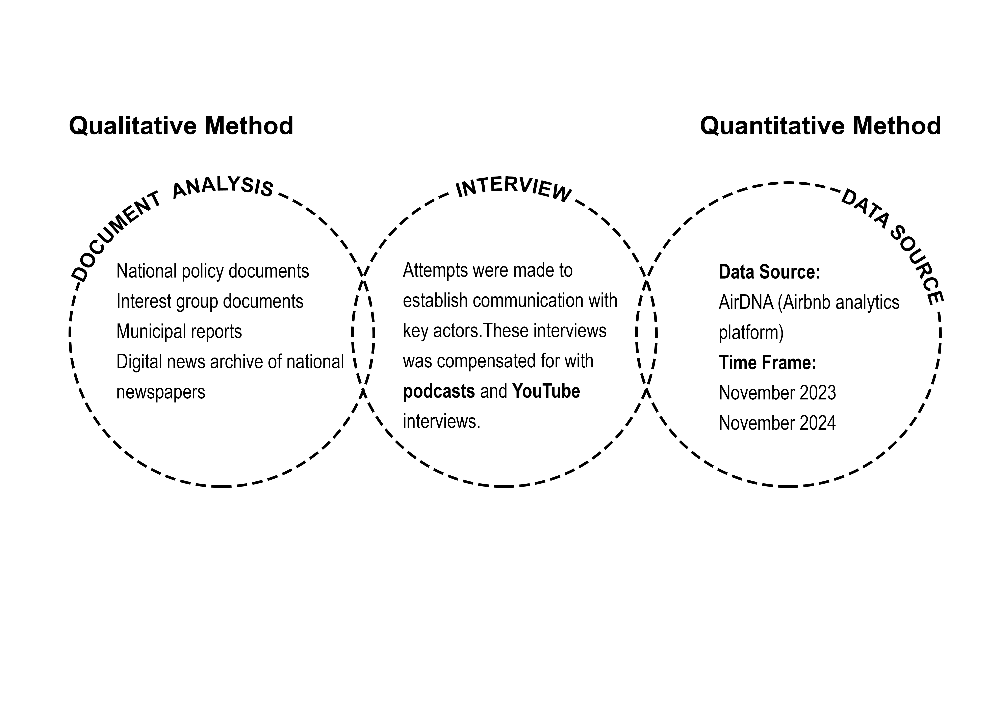 Qualitative Method
Quantitative Method
DOCUMENT ANALYSIS
National policy documents
Interest group documents
Municipal reports
Digital news archive of national
newspapers
INTERVIEW
Attempts were made to
establish communication with
key actors.These interviews
was compensated for with
podcasts and YouTube
interviews.
DATA SOURCE
Data Source:
AirDNA (Airbnb analytics
platform)
Time Frame:
November 2023
November 2024